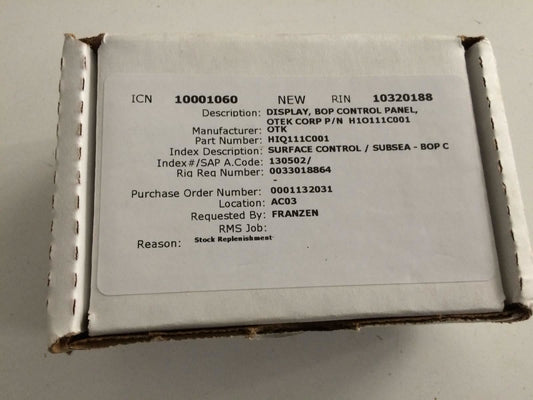 ICN 10001060 NEW RIN 10320188
Description: DISPLAY, BOP CONTROL PANEL,
OTEK CORP P/N H1O111C001
Manufacturer: OTK
Part Number: HIQ111C001
Index Description: SURFACE CONTROL / SUBSEA - BOP C
Index#/SAP A.Code: 130502/
Rig Req Number: 0033018864
-
Purchase Order Number: 0001132031
Location: AC03
Requested By: FRANZEN
RMS Job:
Reason: Stock Replenishment